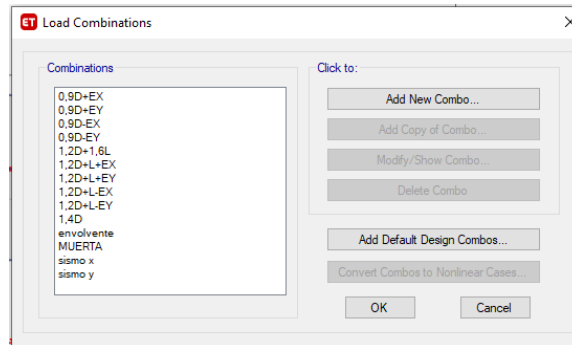 ET Load Combinations
Combinations
0,9D+EX
0,9D+EY
0,9D-EX
0,9D-EY
1,2D+1,6L
1,2D+L+EX
1,2D+L+EY
1,2D+L-EX
1,2D+L-EY
1,4D
envolvente
MUERTA
sismo x
sismo y
Click to:
Add New Combo...
Add Copy of Combo...
Modify/Show Combo...
Delete Combo
Add Default Design Combos...
Convert Combos to Nonlinear Cases...
OK
Cancel